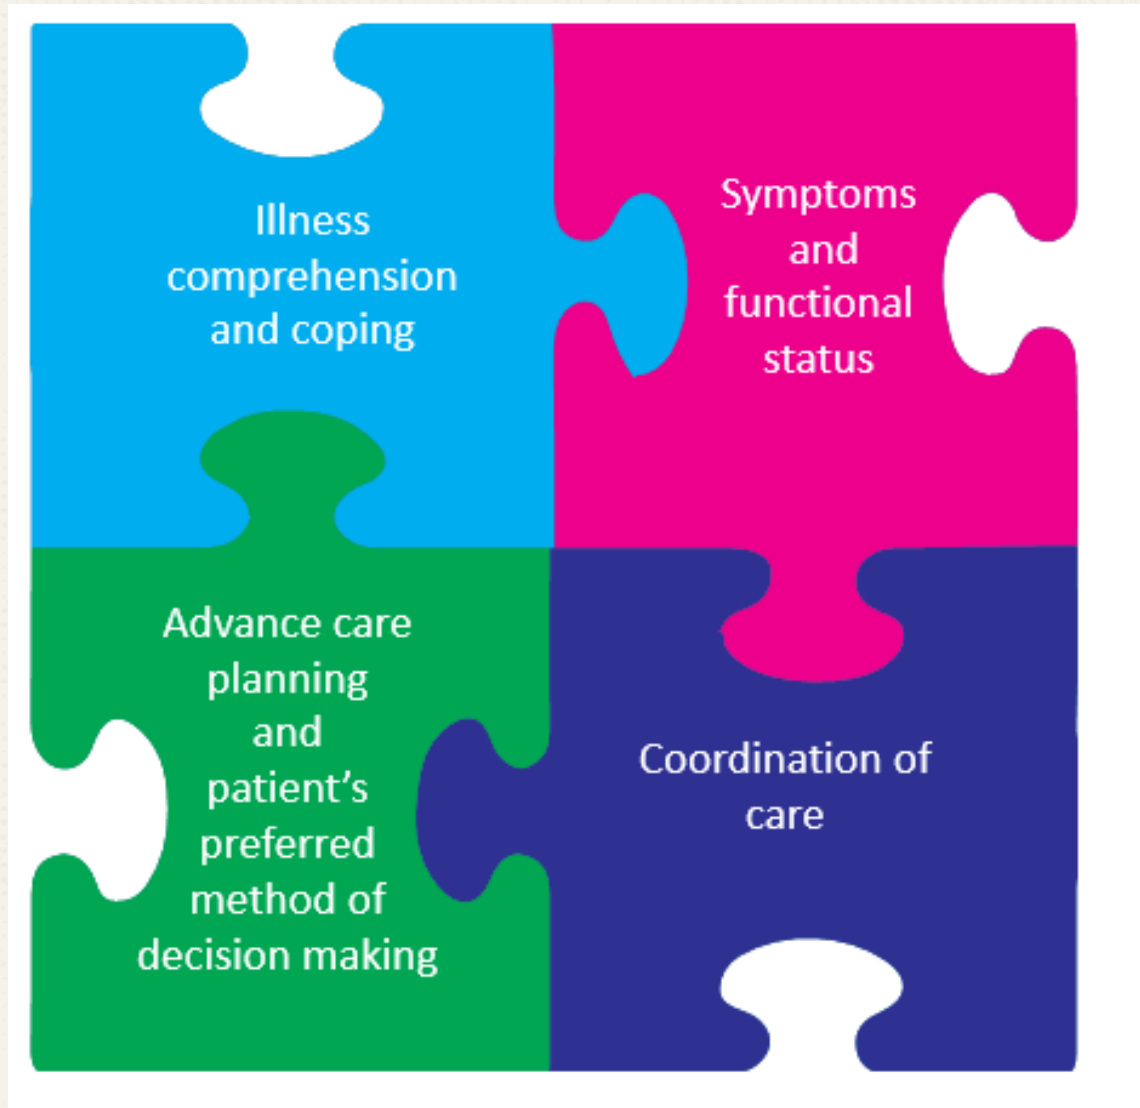 Illness
comprehension
and coping
Symptoms
and
functional
status
Advance care
planning
and
patient’s
preferred
method of
decision making
Coordination of
care